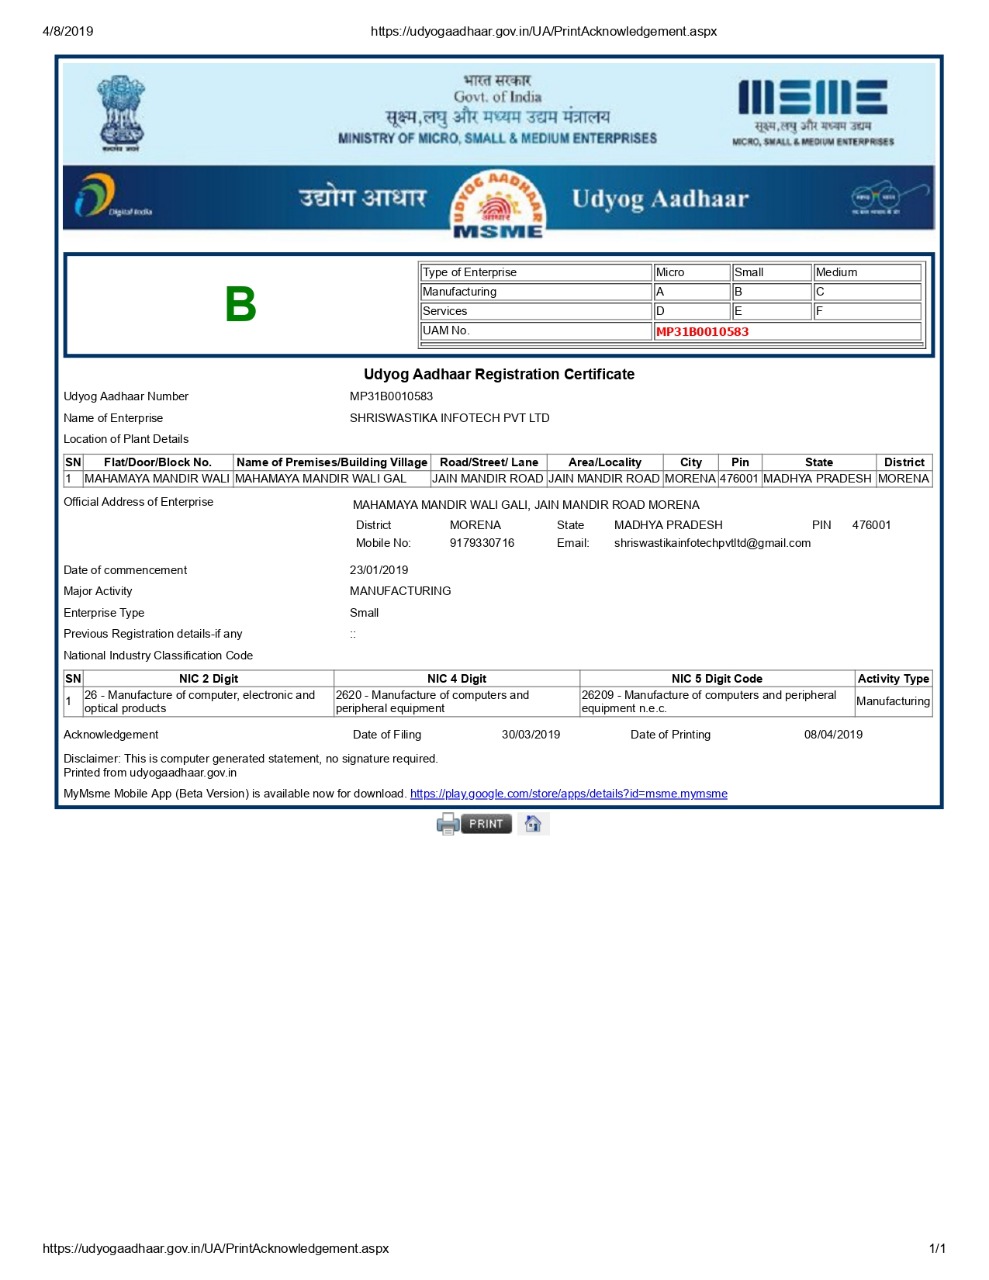 4/8/2019 https://udyogaadhaar.gov.in/UA/PrintAcknowledgement.aspx
भारत सरकार
Govt. of India
सूक्ष्म,लघु और मध्यम उद्यम मंत्रालय
MINISTRY OF MICRO, SMALL & MEDIUM ENTERPRISES
MSME
सूक्ष्म,लघु और मध्यम उद्यम
MICRO, SMALL & MEDIUM ENTERPRISES
Digital India
उद्योग आधार
UDYOG AADHAAR
आधार
MSME
Udyog Aadhaar
B
Type of Enterprise Micro Small Medium
Manufacturing A B C
Services D E F
UAM No. MP31B0010583
Udyog Aadhaar Registration Certificate
Udyog Aadhaar Number MP31B0010583
Name of Enterprise SHRISWASTIKA INFOTECH PVT LTD
Location of Plant Details
SN Flat/Door/Block No. Name of Premises/Building Village Road/Street/ Lane Area/Locality City Pin State District
1 MAHAMAYA MANDIR WALI MAHAMAYA MANDIR WALI GAL JAIN MANDIR ROAD JAIN MANDIR ROAD MORENA 476001 MADHYA PRADESH MORENA
Official Address of Enterprise MAHAMAYA MANDIR WALI GALI, JAIN MANDIR ROAD MORENA
District MORENA State MADHYA PRADESH PIN 476001
Mobile No: 9179330716 Email: shriswastikainfotechpvtltd@gmail.com
Date of commencement 23/01/2019
Major Activity MANUFACTURING
Enterprise Type Small
Previous Registration details-if any ::
National Industry Classification Code
SN NIC 2 Digit NIC 4 Digit NIC 5 Digit Code Activity Type
1 26 - Manufacture of computer, electronic and optical products 2620 - Manufacture of computers and peripheral equipment 26209 - Manufacture of computers and peripheral equipment n.e.c. Manufacturing
Acknowledgement Date of Filing 30/03/2019 Date of Printing 08/04/2019
Disclaimer: This is computer generated statement, no signature required.
Printed from udyogaadhaar.gov.in
MyMsme Mobile App (Beta Version) is available now for download. https://play.google.com/store/apps/details?id=msme.mymsme
PRINT
https://udyogaadhaar.gov.in/UA/PrintAcknowledgement.aspx 1/1